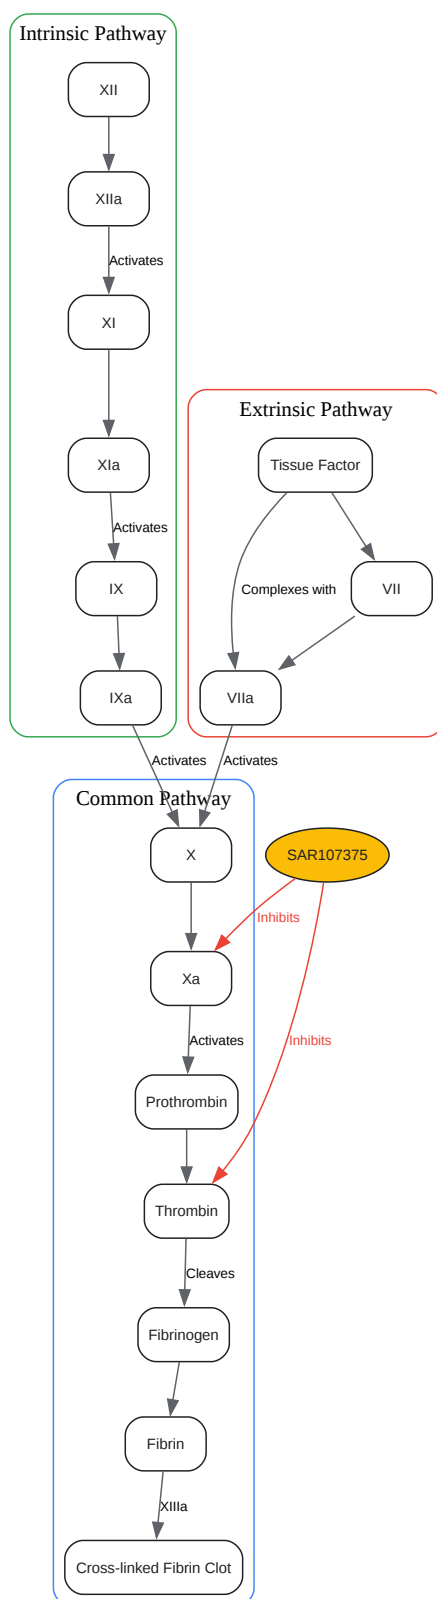 Intrinsic Pathway
XII
XIIa
Activates
XI
XIa
Activates
IX
IXa
Extrinsic Pathway
Tissue Factor
Complexes with
VII
VIIa
Activates
Activates
Common Pathway
X
SAR107375
Inhibits
Xa
Activates
Inhibits
Prothrombin
Thrombin
Cleaves
Fibrinogen
Fibrin
XIIIa
Cross-linked Fibrin Clot